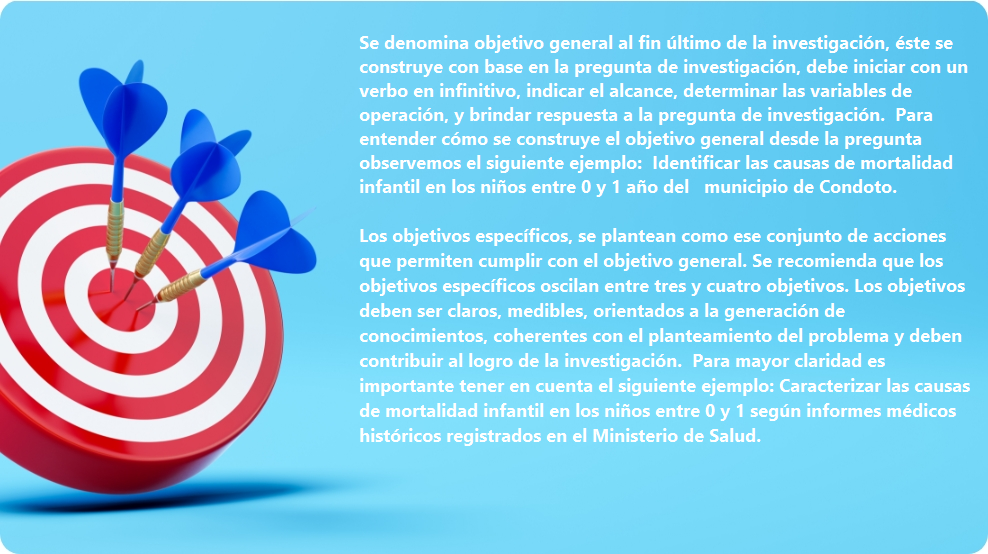 Se denomina objetivo general al fin último de la investigación, éste se
construye con base en la pregunta de investigación, debe iniciar con un
verbo en infinitivo, indicar el alcance, determinar las variables de
operación, y brindar respuesta a la pregunta de investigación.  Para
entender cómo se construye el objetivo general desde la pregunta
observemos el siguiente ejemplo:  Identificar las causas de mortalidad
infantil en los niños entre 0 y 1 año del   municipio de Condoto.
Los objetivos específicos, se plantean como ese conjunto de acciones
que permiten cumplir con el objetivo general. Se recomienda que los
objetivos específicos oscilan entre tres y cuatro objetivos. Los objetivos
deben ser claros, medibles, orientados a la generación de
conocimientos, coherentes con el planteamiento del problema y deben
contribuir al logro de la investigación.  Para mayor claridad es
importante tener en cuenta el siguiente ejemplo: Caracterizar las causas
de mortalidad infantil en los niños entre 0 y 1 según informes médicos
históricos registrados en el Ministerio de Salud.